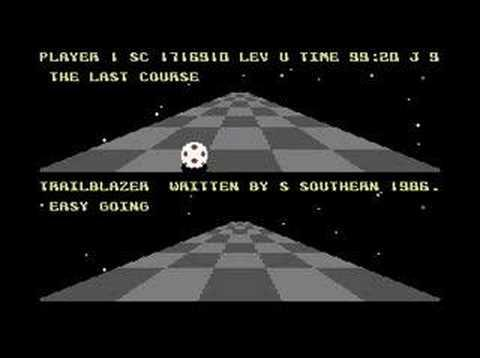 PLAYER 1 SC 1716910 LEV U TIME 99:20 J 9
THE LAST COURSE
TRAILBLAZER WRITTEN BY S SOUTHERN 1986.
EASY GOING